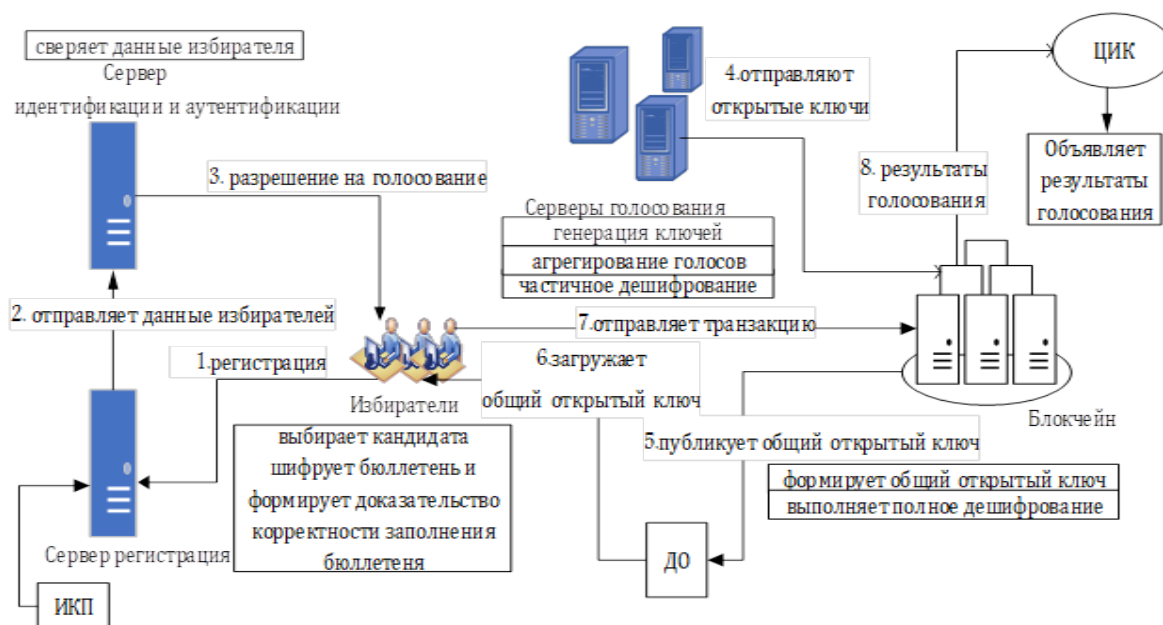 сверяет данные избирателя
Сервер
идентификации и аутентификации
3. разрешение на голосование
2. отправляет данные избирателей
1.регистрация
Сервер регистрация
ИКП
Избиратели
выбирает кандидата
шифрует бюллетень и
формирует доказательство
корректности заполнения
бюллетеня
4.отправляют
открытые ключи
Серверы голосования
генерация ключей
агрегирование голосов
частичное дешифрование
7.отправляет транзакцию
6.загружает
общий открытый ключ
5.публикует общий открытый ключ
ДО
8. результаты
голосования
ЦИК
Объявляет
результаты
голосования
Блокчейн
формирует общий открытый ключ
выполняет полное дешифрование